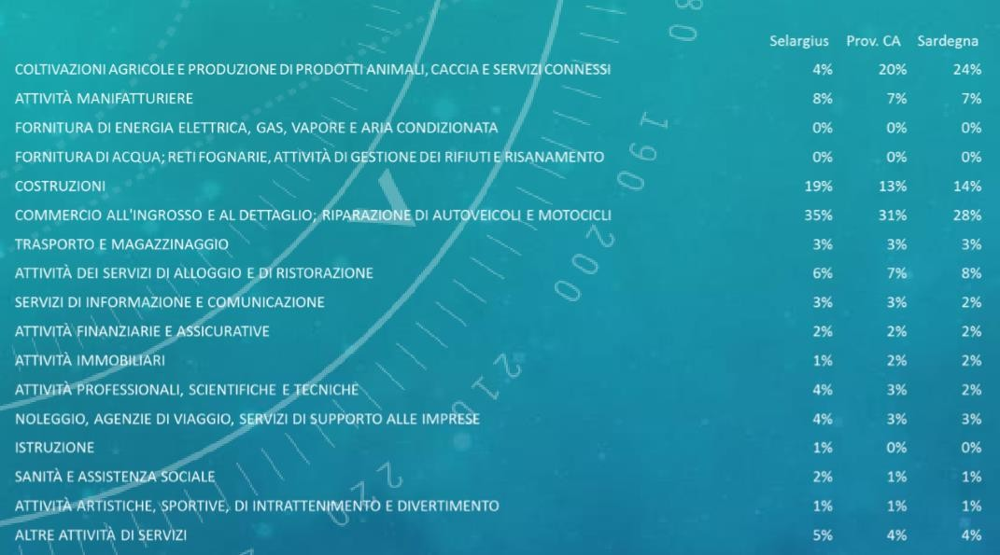 Selargius Prov. CA Sardegna
COLTIVAZIONI AGRICOLE E PRODUZIONE DI PRODOTTI ANIMALI, CACCIA E SERVIZI CONNESSI 4% 20% 24%
ATTIVITÀ MANIFATTURIERE 8% 7% 7%
FORNITURA DI ENERGIA ELETTRICA, GAS, VAPORE E ARIA CONDIZIONATA 0% 0% 0%
FORNITURA DI ACQUA; RETI FOGNARIE, ATTIVITÀ DI GESTIONE DEI RIFIUTI E RISANAMENTO 0% 0% 0%
COSTRUZIONI 19% 13% 14%
COMMERCIO ALL'INGROSSO E AL DETTAGLIO; RIPARAZIONE DI AUTOVEICOLI E MOTOCICLI 35% 31% 28%
TRASPORTO E MAGAZZINAGGIO 3% 3% 3%
ATTIVITÀ DEI SERVIZI DI ALLOGGIO E DI RISTORAZIONE 6% 7% 8%
SERVIZI DI INFORMAZIONE E COMUNICAZIONE 3% 3% 2%
ATTIVITÀ FINANZIARIE E ASSICURATIVE 2% 2% 2%
ATTIVITÀ IMMOBILIARI 1% 2% 2%
ATTIVITÀ PROFESSIONALI, SCIENTIFICHE E TECNICHE 4% 3% 2%
NOLEGGIO, AGENZIE DI VIAGGIO, SERVIZI DI SUPPORTO ALLE IMPRESE 4% 3% 3%
ISTRUZIONE 1% 0% 0%
SANITÀ E ASSISTENZA SOCIALE 2% 1% 1%
ATTIVITÀ ARTISTICHE, SPORTIVE, DI INTRATTENIMENTO E DIVERTIMENTO 1% 1% 1%
ALTRE ATTIVITÀ DI SERVIZI 5% 4% 4%
80
190
200
210
220